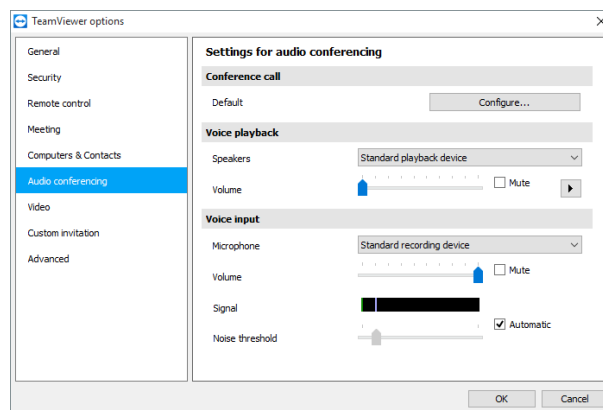 TeamViewer options
General
Security
Remote control
Meeting
Computers & Contacts
Audio conferencing
Video
Custom invitation
Advanced
Settings for audio conferencing
Conference call
Default
Configure...
Voice playback
Speakers
Standard playback device
Volume
Mute
Voice input
Microphone
Standard recording device
Volume
Mute
Signal
Automatic
Noise threshold
OK
Cancel